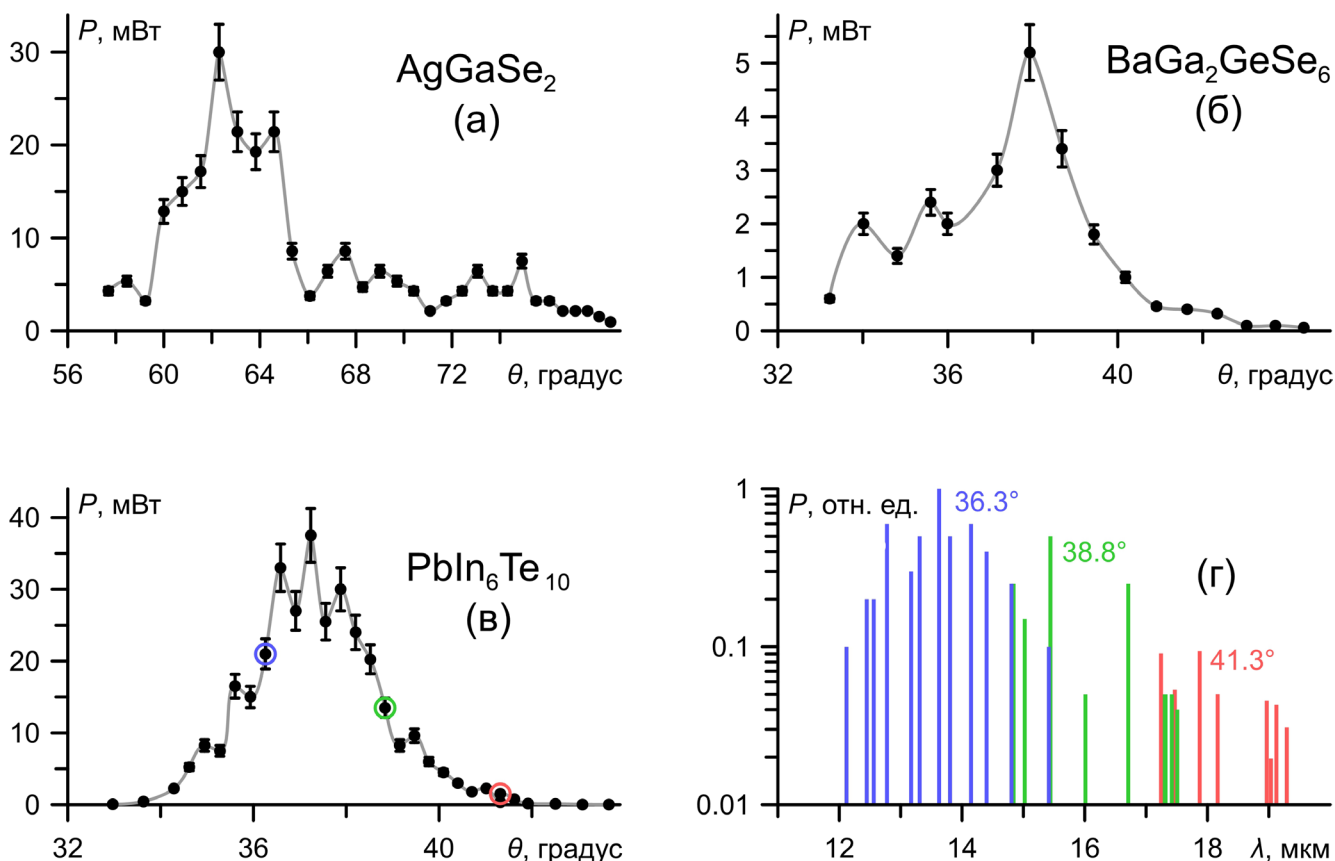 P, мВт
AgGaSe2
(а)
30
20
10
0
56 60 64 68 72 θ, градус
P, мВт
BaGa2GeSe6
(б)
5
4
3
2
1
0
32 36 40 θ, градус
P, мВт
PbIn6Te10
(в)
40
30
20
10
0
32 36 40 θ, градус
1
P, отн. ед.
36.3°
38.8°
(г)
41.3°
0.1
0.01
12 14 16 18 λ, мкм